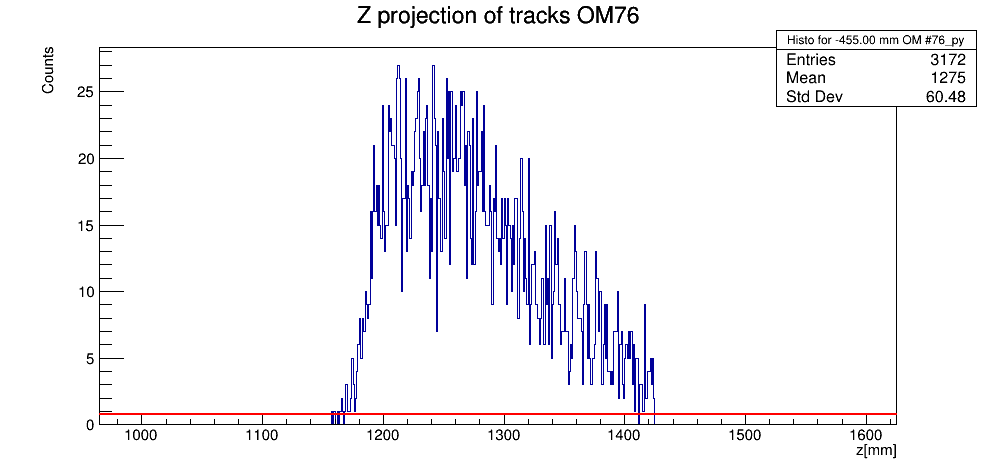 Z projection of tracks OM76
Histo for -455.00 mm OM #76_py
Entries 3172
Mean 1275
Std Dev 60.48
Counts
25
20
15
10
5
0
1000 1100 1200 1300 1400 1500 1600
z[mm]